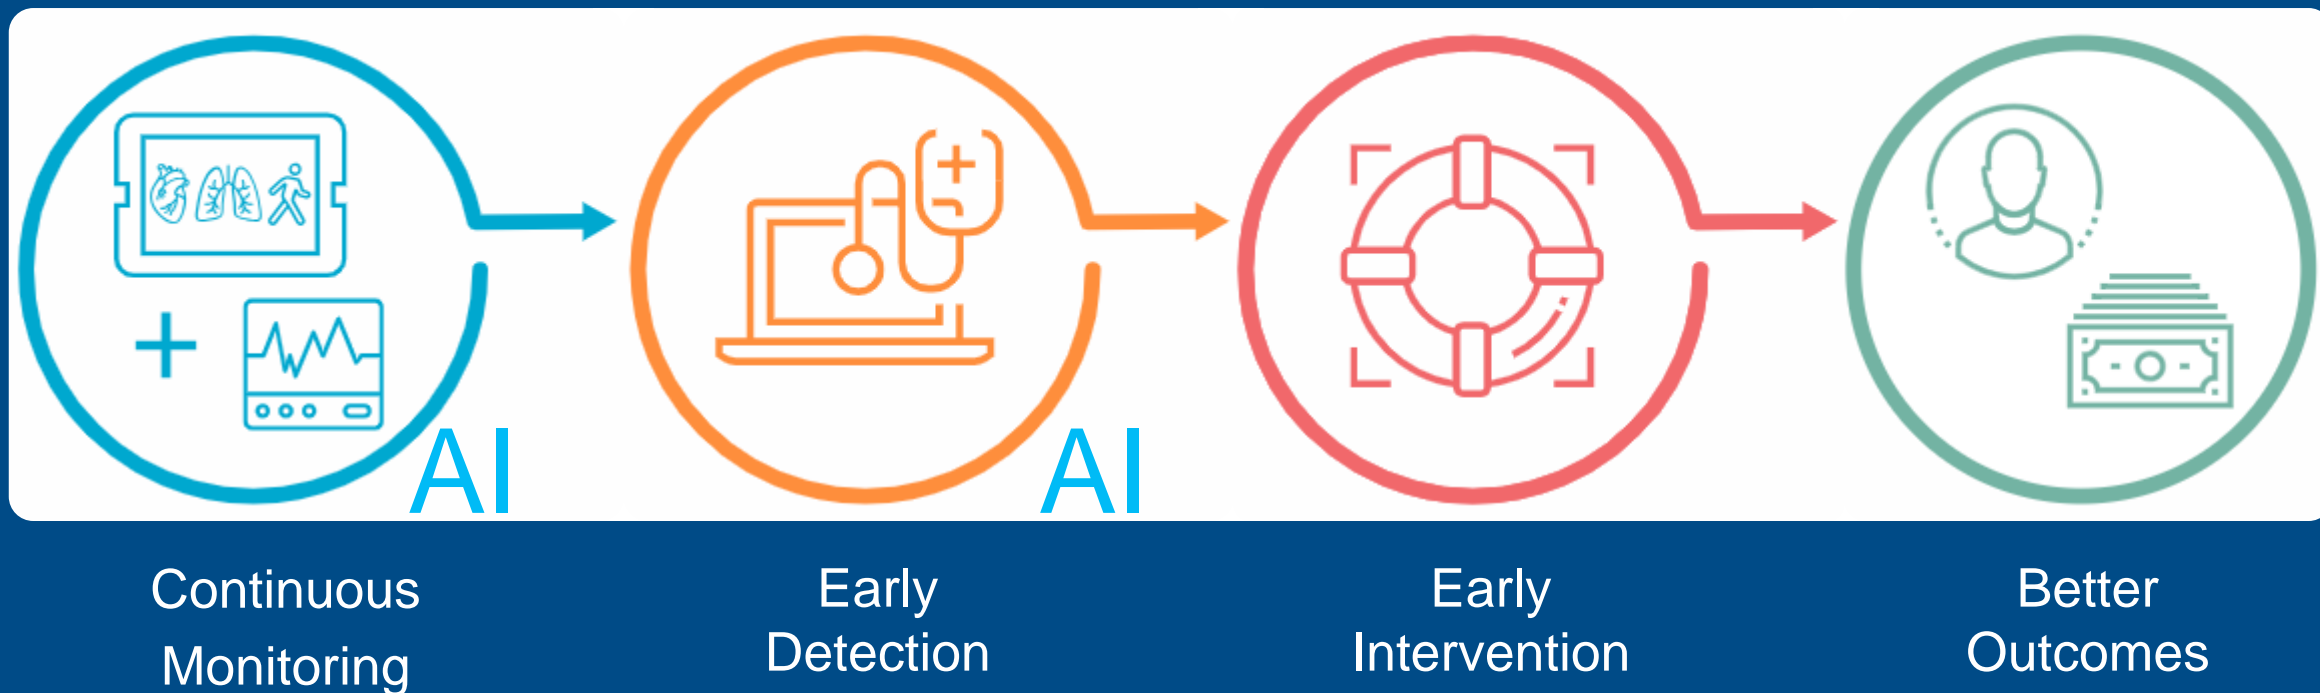 AI
AI
Continuous
Monitoring
Early
Detection
Early
Intervention
Better
Outcomes